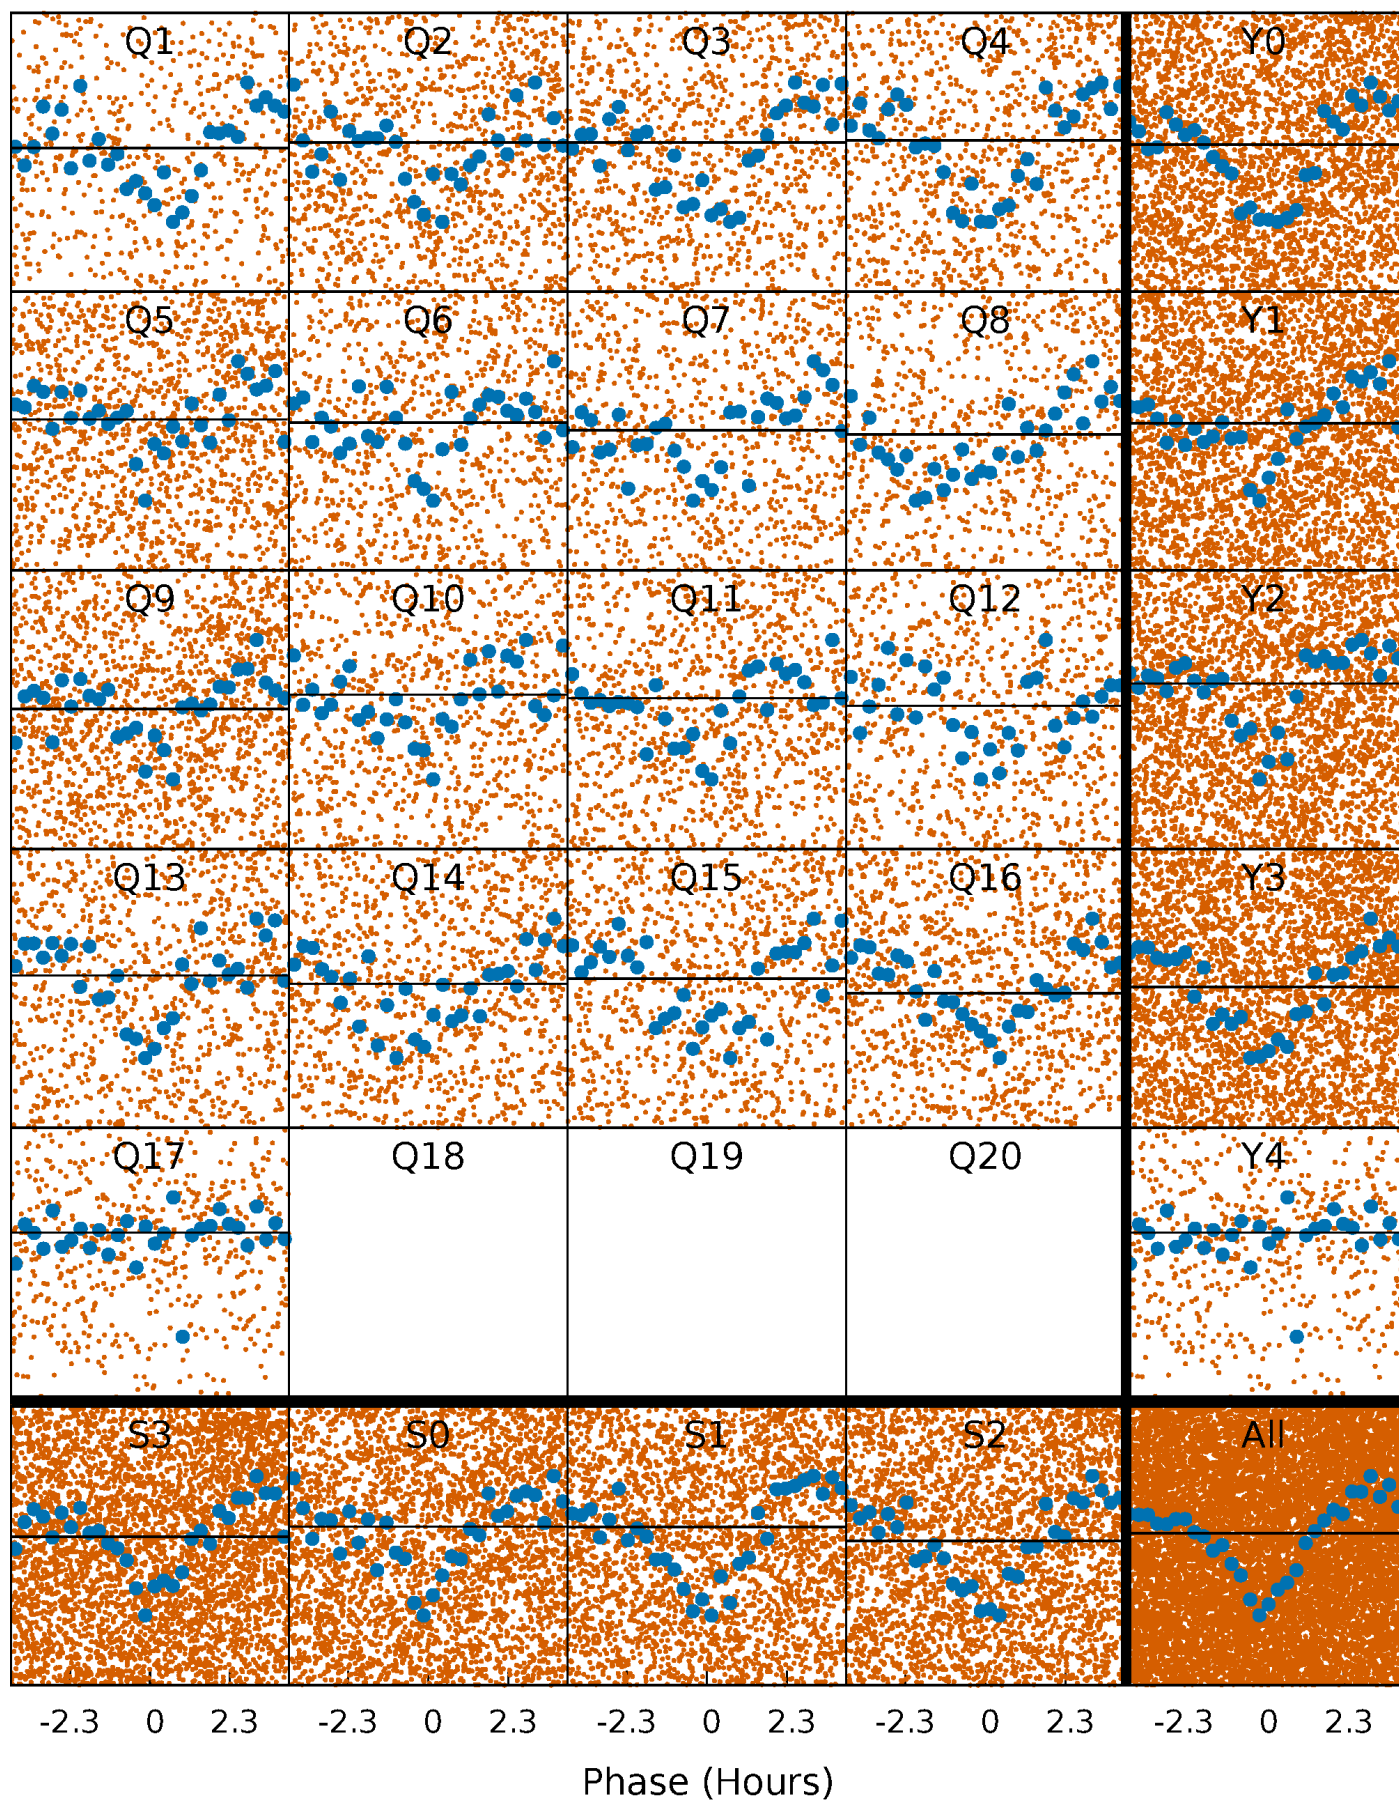 Q1 Q2 Q3 Q4 Y0
Q5 Q6 Q7 Q8 Y1
Q9 Q10 Q11 Q12 Y2
Q13 Q14 Q15 Q16 Y3
Q17 Q18 Q19 Q20 Y4
S3 S0 S1 S2 All
-2.3 0 2.3 -2.3 0 2.3 -2.3 0 2.3 -2.3 0 2.3 -2.3 0 2.3
Phase (Hours)